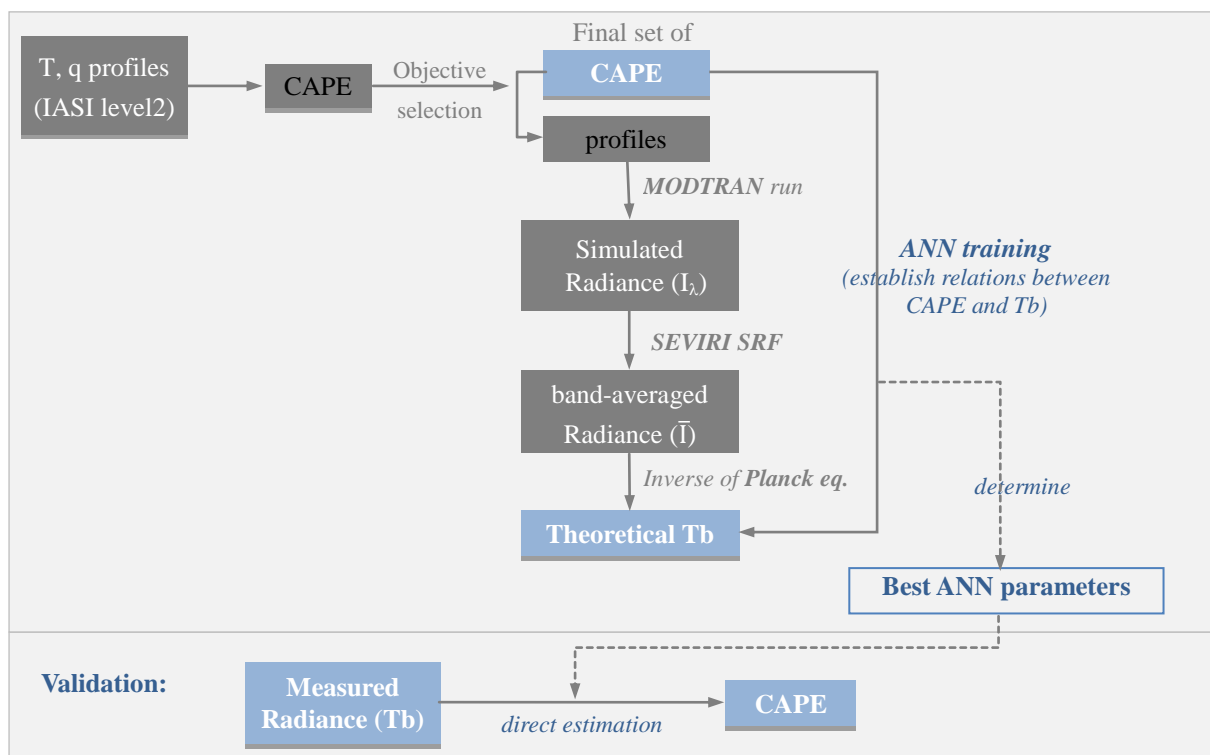 Final set of
T, q profiles
(IASI level2)
CAPE
Objective
selection
CAPE
profiles
MODTRAN run
Simulated
Radiance (Iλ)
ANN training
(establish relations between
CAPE and Tb)
SEVIRI SRF
band-averaged
Radiance (Ī)
Inverse of Planck eq.
determine
Theoretical Tb
Best ANN parameters
Validation:
Measured
Radiance (Tb)
direct estimation
CAPE